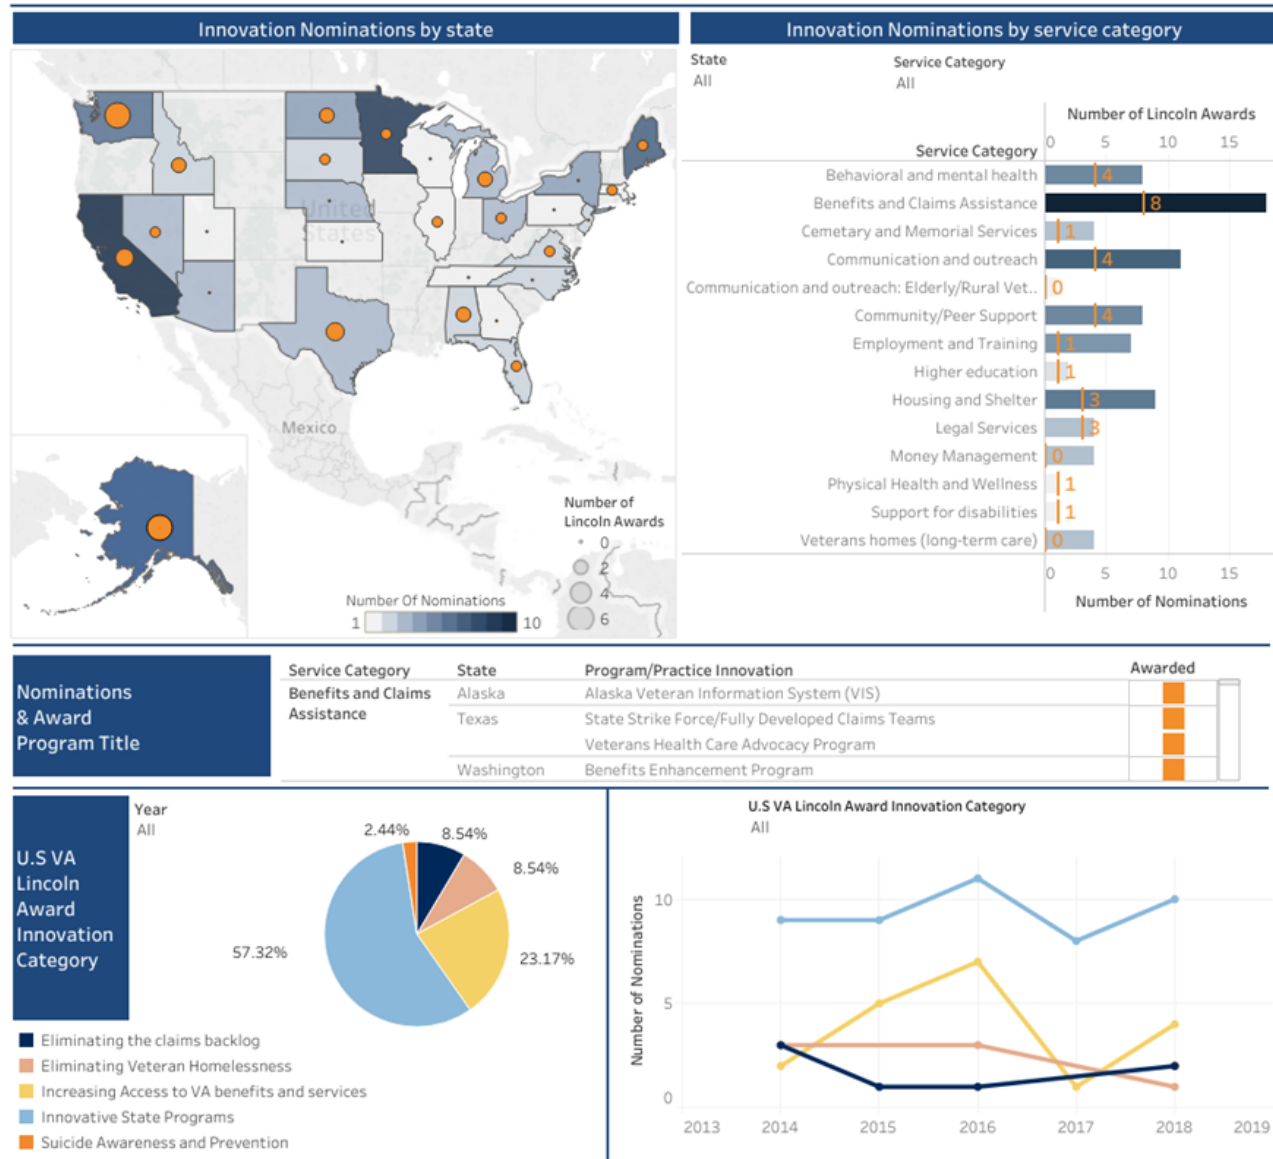 Innovation Nominations by state
United
States
Mexico
Number of
Lincoln Awards
0
2
4
6
Number Of Nominations
1 10
Innovation Nominations by service category
State Service Category
All All
Number of Lincoln Awards
Service Category 0 5 10 15
Behavioral and mental health 4
Benefits and Claims Assistance 8
Cemetary and Memorial Services 1
Communication and outreach 4
Communication and outreach: Elderly/Rural Vet.. 0
Community/Peer Support 4
Employment and Training 1
Higher education 1
Housing and Shelter 3
Legal Services 3
Money Management 0
Physical Health and Wellness 1
Support for disabilities 1
Veterans homes (long-term care) 0
0 5 10 15
Number of Nominations
Nominations
& Award
Program Title
Service Category State Program/Practice Innovation Awarded
Benefits and Claims Alaska Alaska Veteran Information System (VIS)
Assistance Texas State Strike Force/Fully Developed Claims Teams
Veterans Health Care Advocacy Program
Washington Benefits Enhancement Program
U.S VA
Lincoln
Award
Innovation
Category
Year
All
2.44% 8.54%
8.54%
57.32% 23.17%
Eliminating the claims backlog
Eliminating Veteran Homelessness
Increasing Access to VA benefits and services
Innovative State Programs
Suicide Awareness and Prevention
U.S VA Lincoln Award Innovation Category
All
Number of Nominations
10
5
0
2013 2014 2015 2016 2017 2018 2019